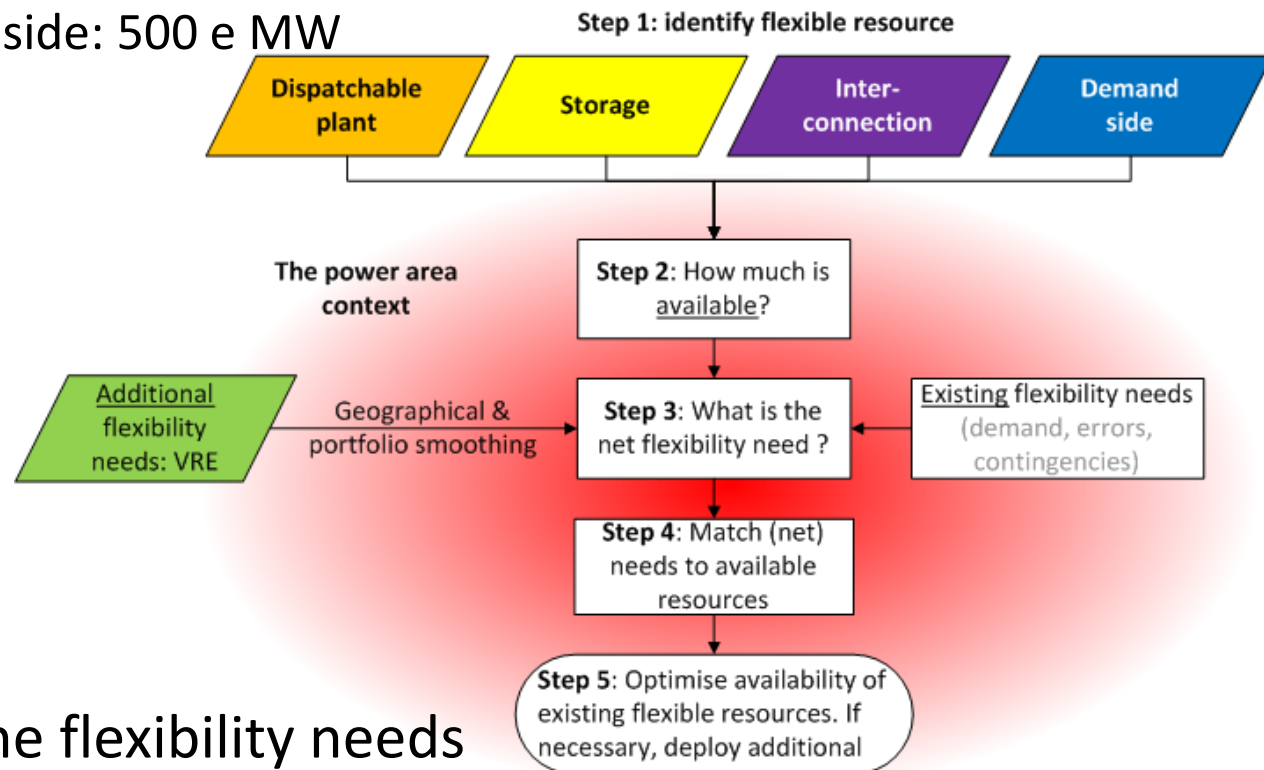 side: 500 e MW
Step 1: identify flexible resource
Dispatchable
plant
Storage
Inter-
connection
Demand
side
The power area
context
Step 2: How much is
available?
Additional
flexibility
needs: VRE
Geographical &
portfolio smoothing
Step 3: What is the
net flexibility need ?
Existing flexibility needs
(demand, errors,
contingencies)
Step 4: Match (net)
needs to available
resources
Step 5: Optimise availability of
existing flexible resources. If
necessary, deploy additional
ne flexibility needs